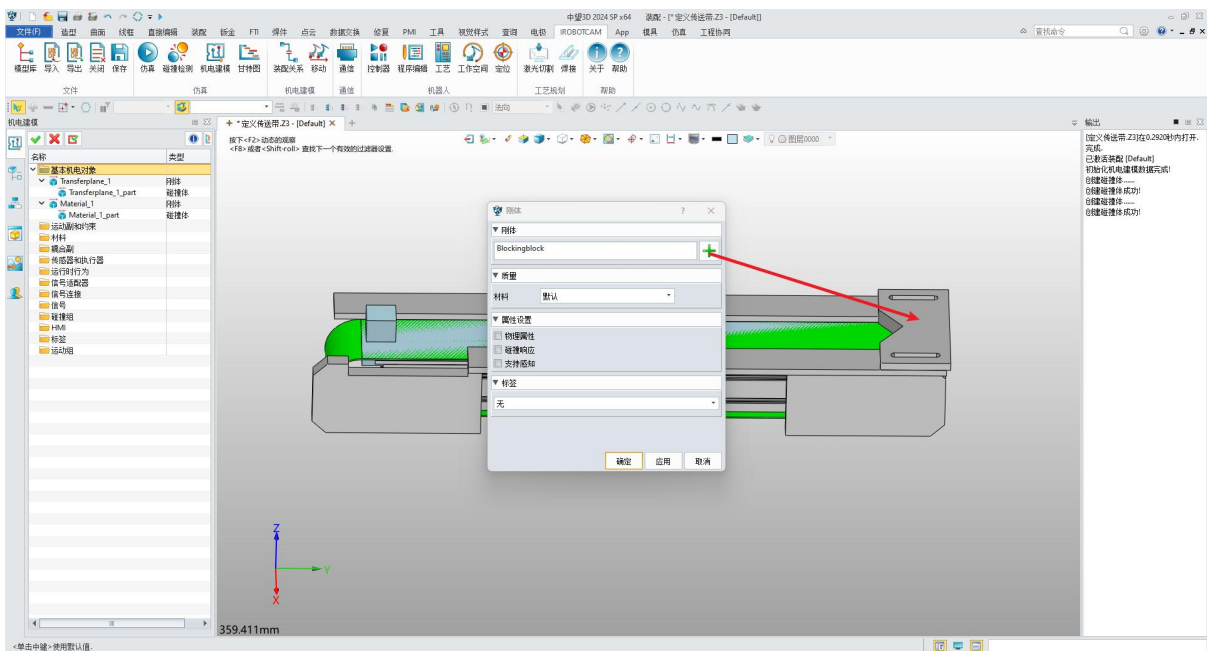 中望3D 2024 SP x64 装配 - [* 定义传送带.Z3 - [Default]]
文件(F) 造型 曲面 线框 直接编辑 装配 钣金 FTI 焊件 点云 数据交换 修复 PMI 工具 视觉样式 查询 电极 IROBOTCAM App 模具 仿真 工程协同 查找命令
模型库 导入 导出 关闭 保存 仿真 碰撞检测 机电建模 甘特图 装配关系 移动 通信 控制器 程序编辑 工艺 工作空间 定位 激光切割 焊接 关于 帮助
文件 仿真 机电建模 通信 机器人 工艺规划 帮助
法向
机电建模
+ * 定义传送带.Z3 - [Default] × +
输出
按下<F2>动态的观察
<F8>或者<Shift-roll> 查找下一个有效的过滤器设置.
图层0000
名称 类型
基本机电对象
Transferplane_1 刚体
Transferplane_1_part 碰撞体
Material_1 刚体
Material_1_part 碰撞体
运动副和约束
材料
耦合副
传感器和执行器
运行时行为
信号适配器
信号连接
信号
碰撞组
HMI
标签
运动组
刚体 ? ×
刚体
Blockingblock
质量
材料 默认
属性设置
物理属性
碰撞响应
支持感知
标签
无
确定 应用 取消
Z
Y
X
359.411mm
[定义传送带.Z3]在0.2920秒内打开.
完成.
已激活装配 [Default]
初始化机电建模数据完成!
创建碰撞体......
创建碰撞体成功!
创建碰撞体......
创建碰撞体成功!
<单击中键>使用默认值.